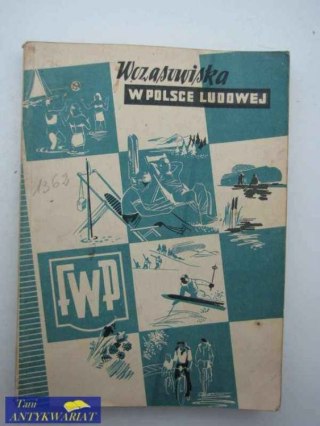 Wczasowiska
W POLSCE LUDOWEJ
1363
FWP
Tani
ANTYKWARIAT